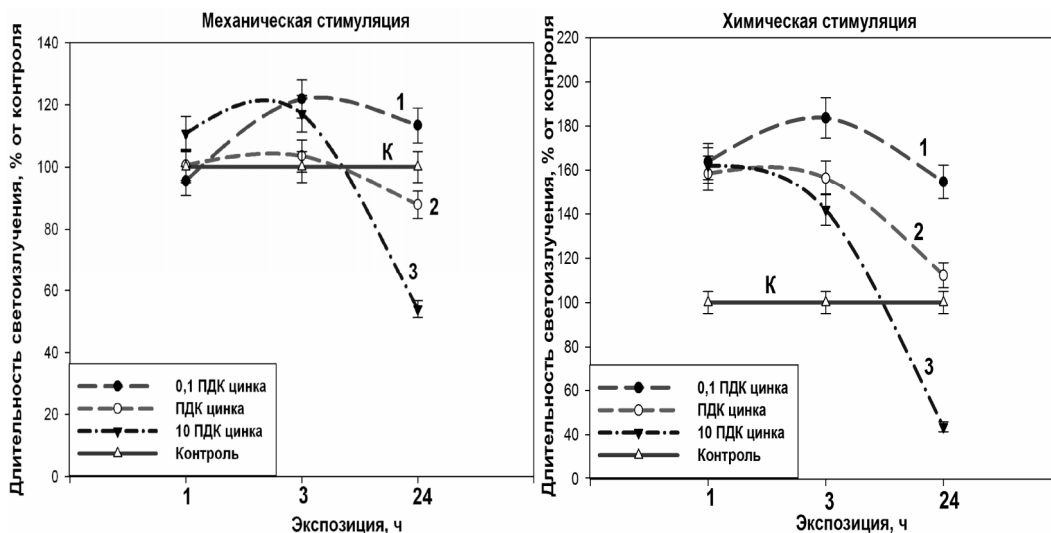 Механическая стимуляция
Длительность светоизлучения, % от контроля
140
120
100
80
60
40
20
0
1
К
2
3
0,1 ПДК цинка
ПДК цинка
10 ПДК цинка
Контроль
1
3
24
Экспозиция, ч
Химическая стимуляция
Длительность светоизлучения, % от контроля
220
200
180
160
140
120
100
80
60
40
20
0
1
2
К
3
0,1 ПДК цинка
ПДК цинка
10 ПДК цинка
Контроль
1
3
24
Экспозиция, ч